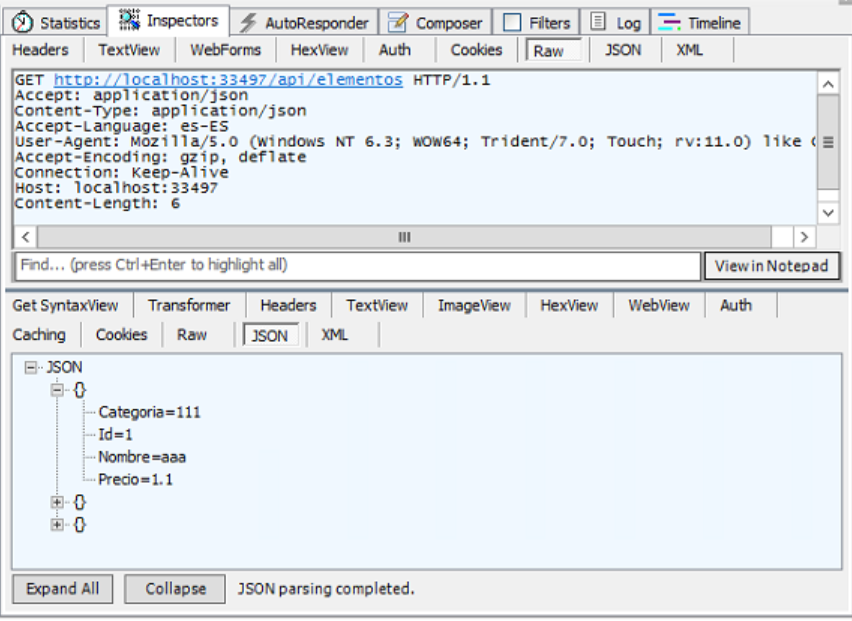 Statistics Inspectors AutoResponder Composer Filters Log Timeline
Headers TextView WebForms HexView Auth Cookies Raw JSON XML
GET http://localhost:33497/api/elementos HTTP/1.1
Accept: application/json
Content-Type: application/json
Accept-Language: es-ES
User-Agent: Mozilla/5.0 (Windows NT 6.3; WOW64; Trident/7.0; Touch; rv:11.0) like
Accept-Encoding: gzip, deflate
Connection: Keep-Alive
Host: localhost:33497
Content-Length: 6
Find... (press Ctrl+Enter to highlight all) View in Notepad
Get SyntaxView Transformer Headers TextView ImageView HexView WebView Auth
Caching Cookies Raw JSON XML
JSON
{}
Categoria=111
Id=1
Nombre=aaa
Precio=1.1
{}
{}
Expand All Collapse JSON parsing completed.